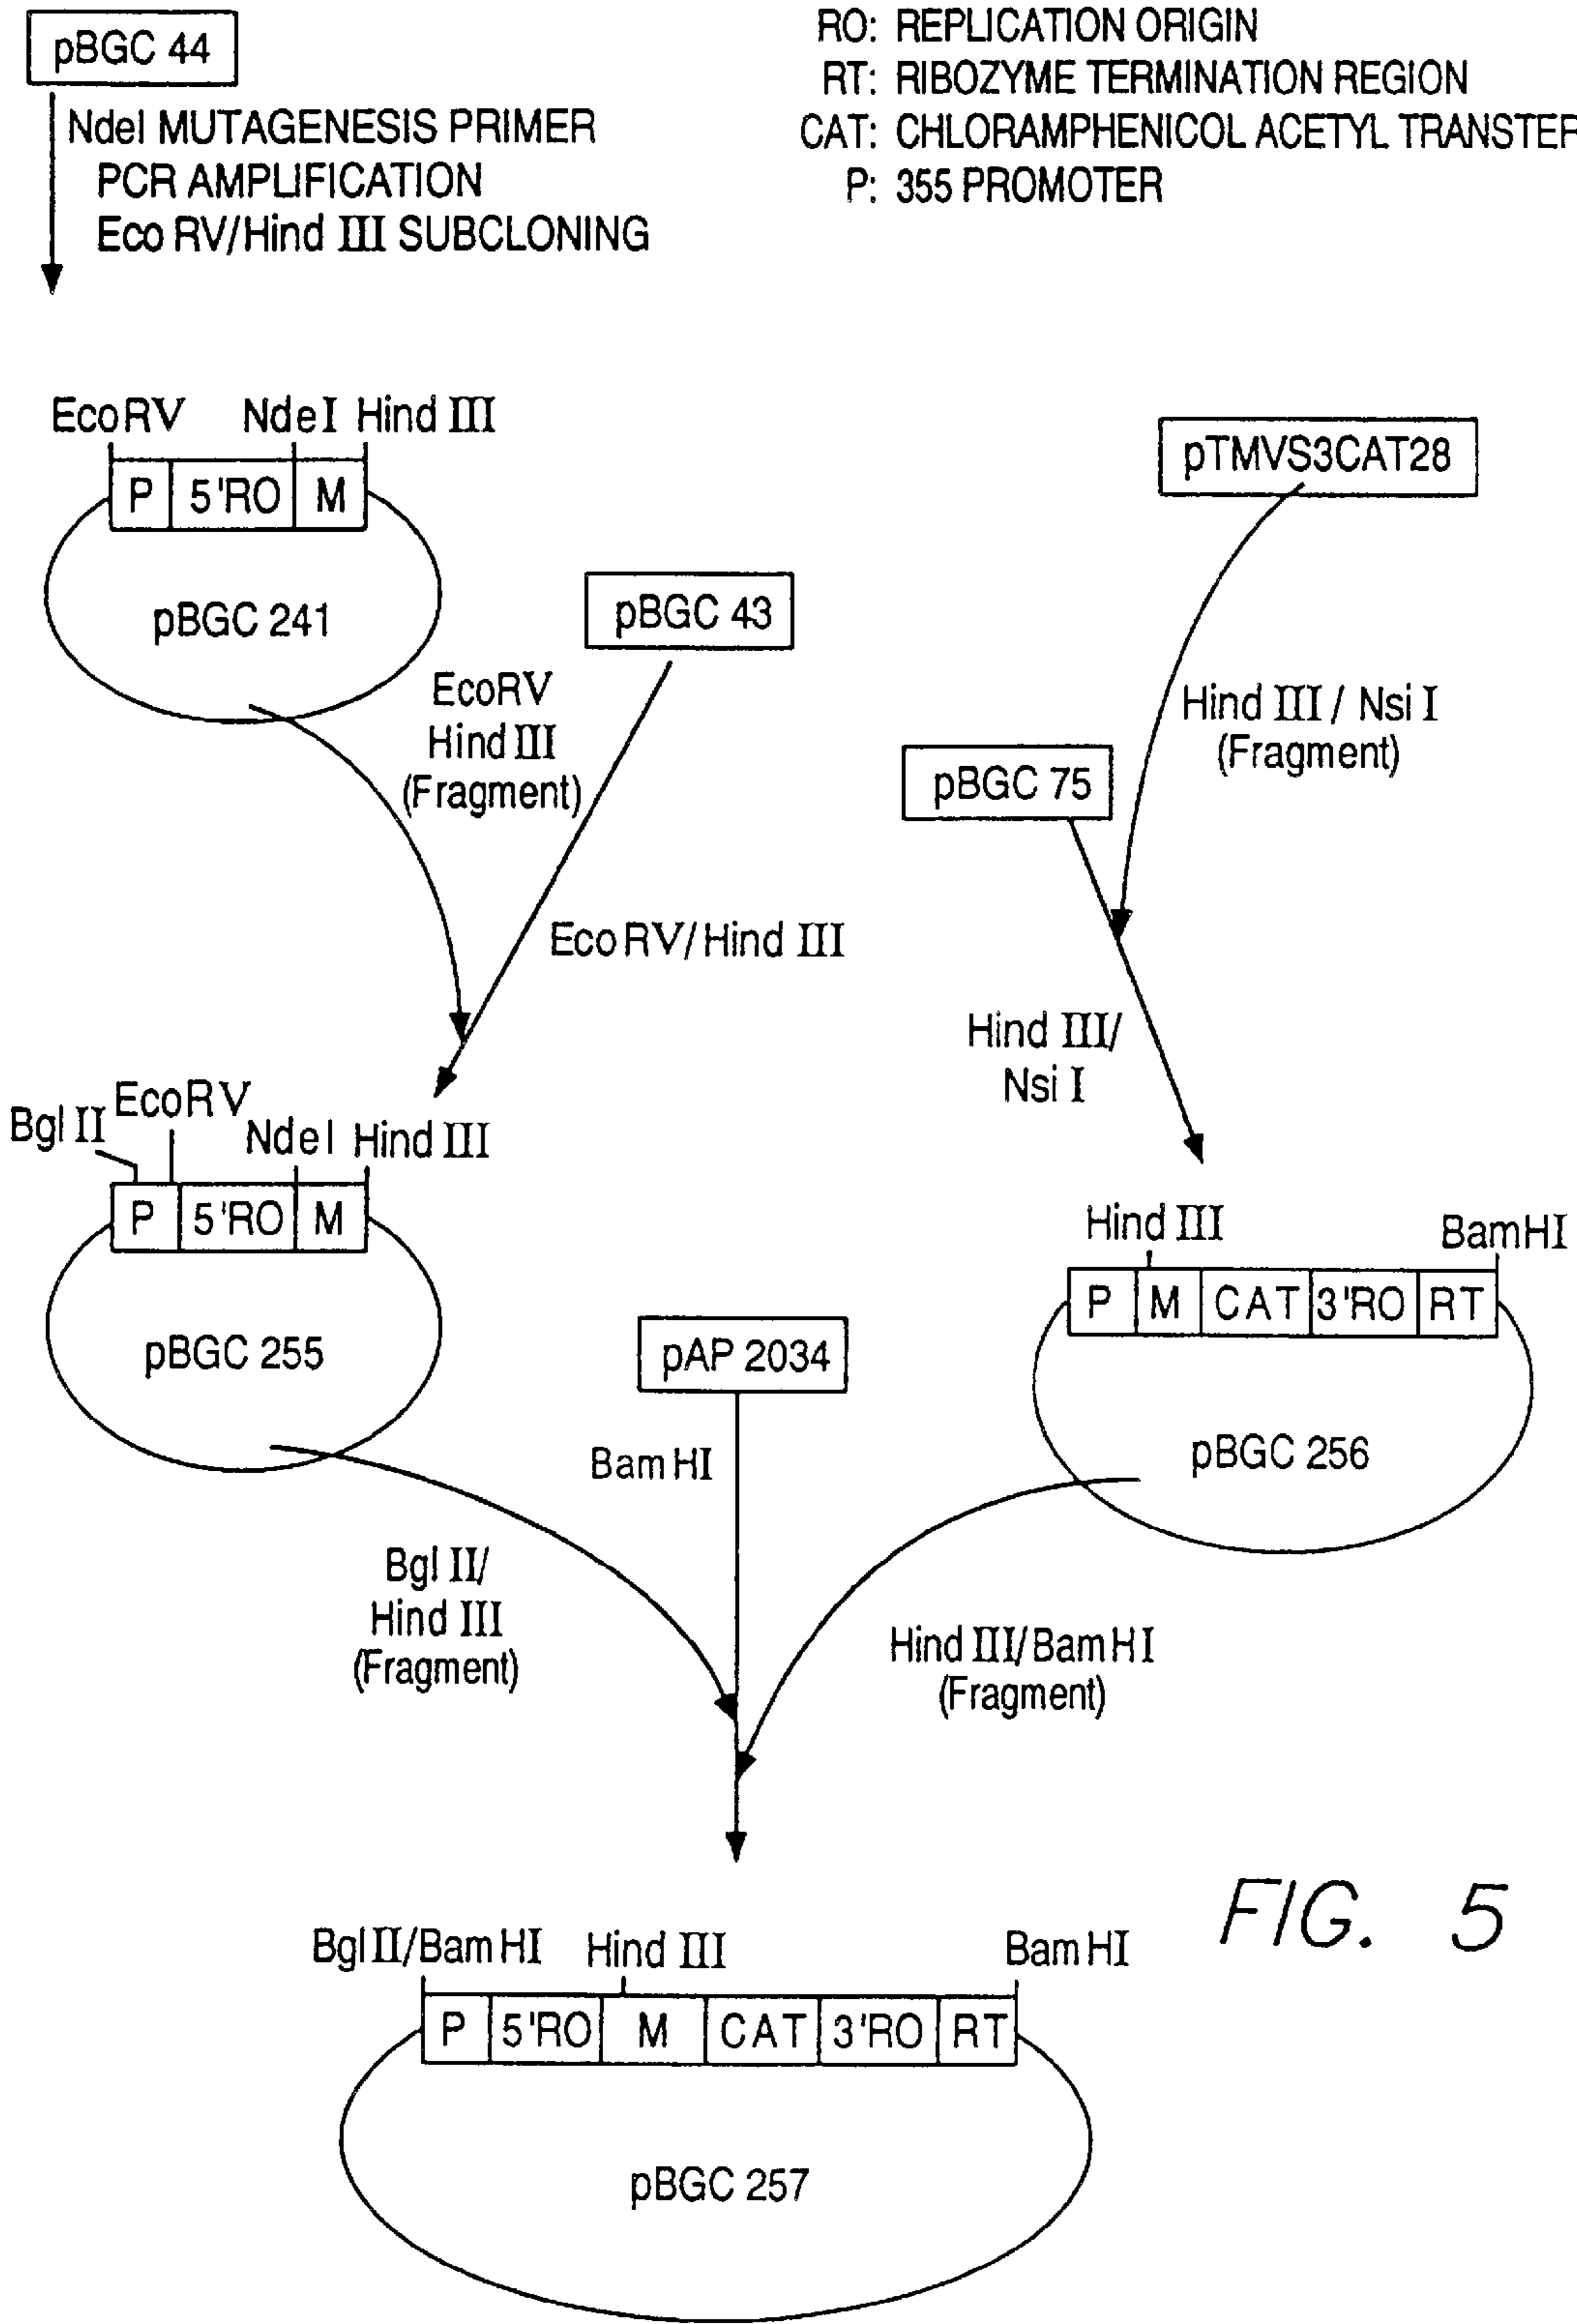 pBGC 44
NdeI MUTAGENESIS PRIMER
PCR AMPLIFICATION
Eco RV/Hind III SUBCLONING
RO: REPLICATION ORIGIN
RT: RIBOZYME TERMINATION REGION
CAT: CHLORAMPHENICOL ACETYL TRANSTER
P: 355 PROMOTER
EcoRV NdeI Hind III
P 5'RO M
pBGC 241
pTMVS3CAT28
pBGC 43
EcoRV
Hind III
(Fragment)
Hind III / Nsi I
(Fragment)
pBGC 75
Eco RV/Hind III
Hind III/
Nsi I
Bgl II EcoRV NdeI Hind III
P 5'RO M
pBGC 255
Hind III BamHI
P M CAT 3'RO RT
pBGC 256
pAP 2034
Bam HI
Bgl II/
Hind III
(Fragment)
Hind III/Bam HI
(Fragment)
FIG. 5
Bgl II/Bam HI Hind III Bam HI
P 5'RO M CAT 3'RO RT
pBGC 257